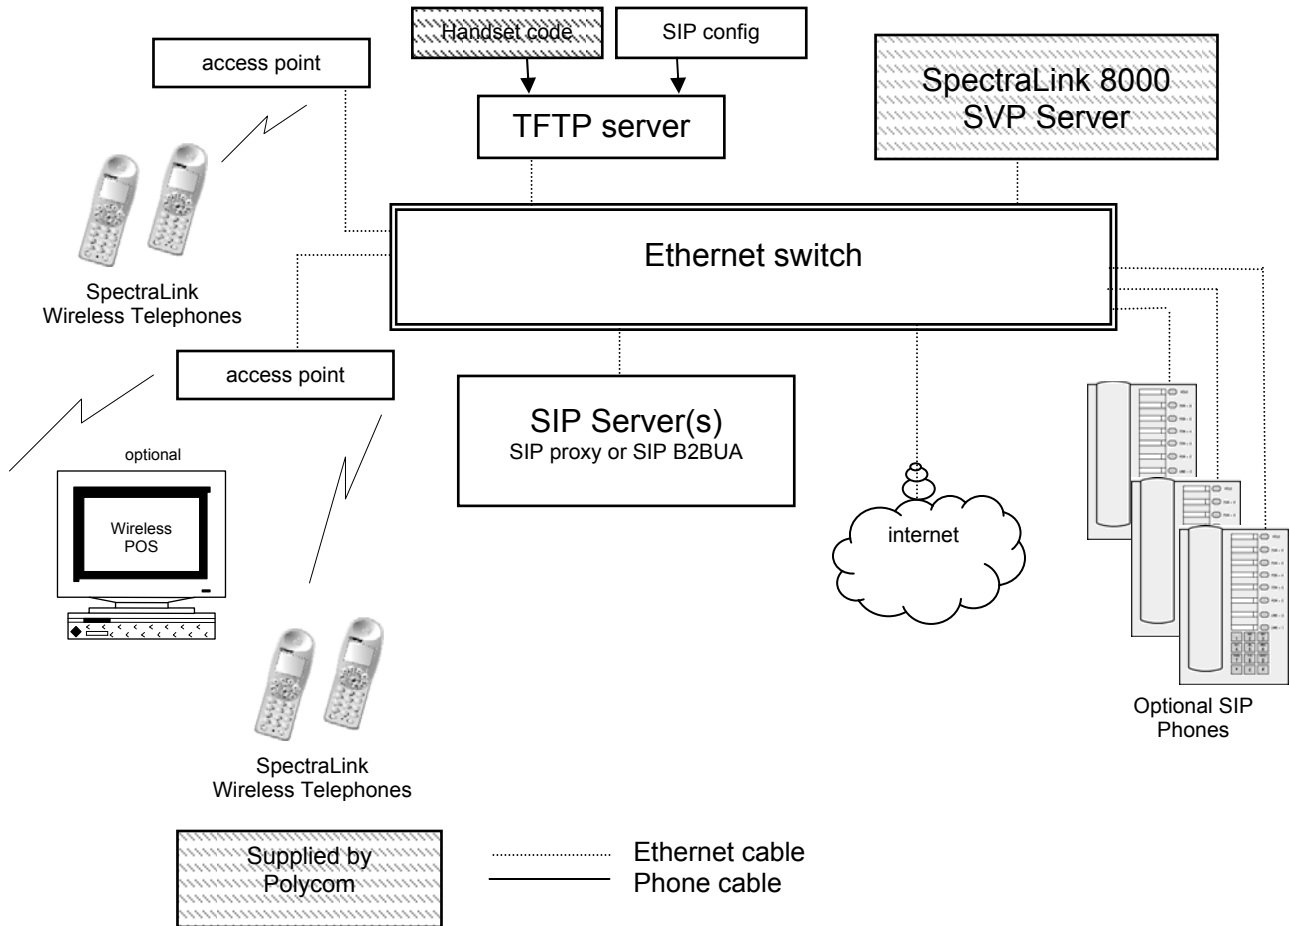 Handset code
SIP config
access point
SpectraLink 8000
SVP Server
TFTP server
Ethernet switch
SpectraLink
Wireless Telephones
access point
SIP Server(s)
SIP proxy or SIP B2BUA
optional
Wireless
POS
internet
Optional SIP
Phones
SpectraLink
Wireless Telephones
Supplied by
Polycom
Ethernet cable
Phone cable